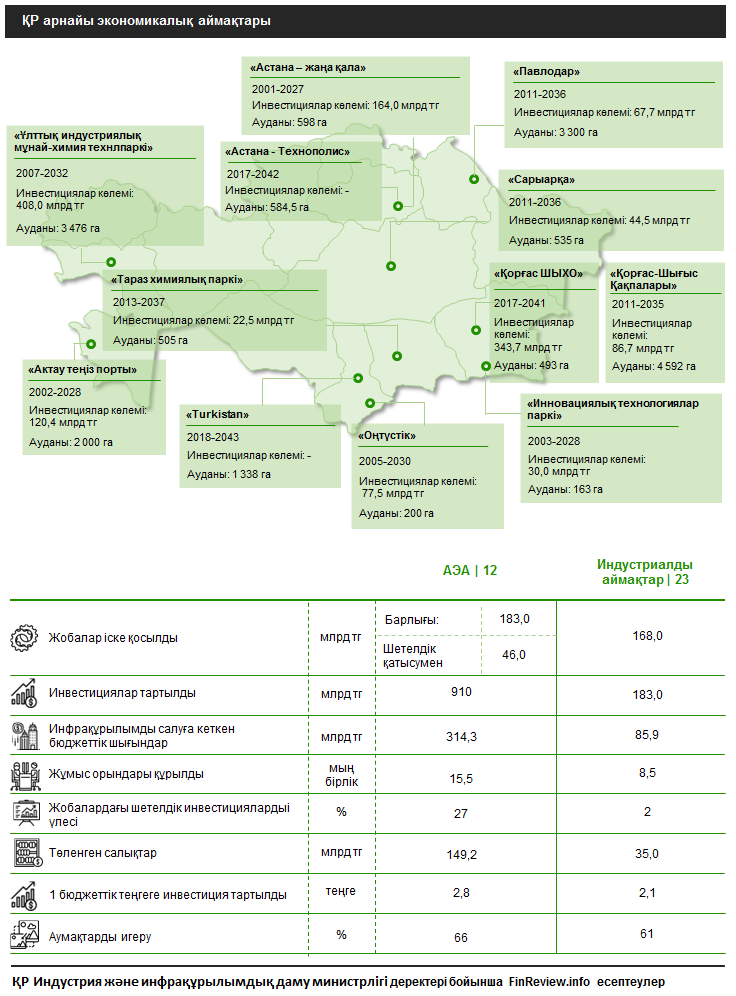 ҚР арнайы экономикалық аймақтары
«Астана – жаңа қала»
2001-2027
Инвестициялар көлемі: 164,0 млрд тг
Ауданы: 598 га
«Павлодар»
2011-2036
Инвестициялар көлемі: 67,7 млрд тг
Ауданы: 3 300 га
«Ұлттық индустриялық
мұнай-химия технлпаркі»
2007-2032
Инвестициялар көлемі:
408,0 млрд тг
Ауданы: 3 476 га
«Астана - Технополис»
2017-2042
Инвестициялар көлемі: -
Ауданы: 584,5 га
«Сарыарқа»
2011-2036
Инвестициялар көлемі: 44,5 млрд тг
Ауданы: 535 га
«Тараз химиялық паркі»
2013-2037
Инвестициялар көлемі: 22,5 млрд тг
Ауданы: 505 га
«Қорғас ШЫХО»
2017-2041
Инвестициялар
көлемі:
343,7 млрд тг
Ауданы: 493 га
«Қорғас-Шығыс
Қақпалары»
2011-2035
Инвестициялар
көлемі:
86,7 млрд тг
Ауданы: 4 592 га
«Актау теңіз порты»
2002-2028
Инвестициялар көлемі:
120,4 млрд тг
Ауданы: 2 000 га
«Turkistan»
2018-2043
Инвестициялар көлемі: -
Ауданы: 1 338 га
«Оңтүстік»
2005-2030
Инвестициялар көлемі:
77,5 млрд тг
Ауданы: 200 га
«Инновациялық технологиялар
паркі»
2003-2028
Инвестициялар көлемі:
30,0 млрд тг
Ауданы: 163 га
АЭА | 12
Индустриалды
аймақтар | 23
Жобалар іске қосылды
млрд тг
Барлығы:
183,0
Шетелдік
қатысумен
46,0
168,0
Инвестициялар тартылды
млрд тг
910
183,0
Инфрақұрылымды салуға кеткен
бюджеттік шығындар
млрд тг
314,3
85,9
Жұмыс орындары құрылды
мың
бірлік
15,5
8,5
Жобалардағы шетелдік инвестициялардыі
үлесі
%
27
2
Төленген салықтар
млрд тг
149,2
35,0
1 бюджеттік теңгеге инвестиция тартылды
теңге
2,8
2,1
Аумақтарды игеру
%
66
61
ҚР Индустрия және инфрақұрылымдық даму министрлігі деректері бойынша FinReview.info есептеулер